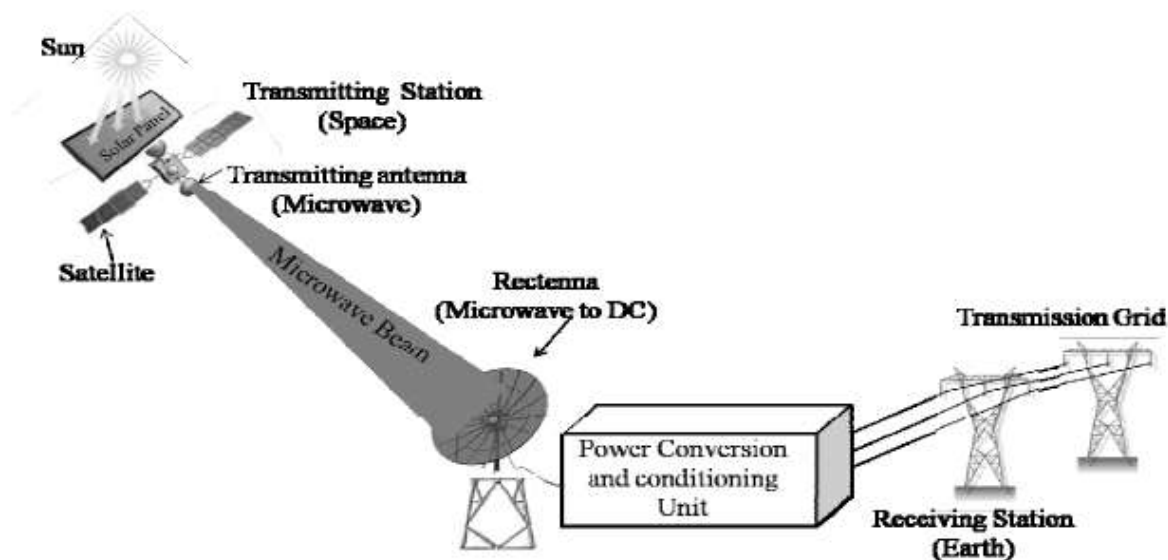 Sun
Transmitting Station
(Space)
Solar Panel
Transmitting antenna
(Microwave)
Satellite
Microwave Beam
Rectenna
(Microwave to DC)
Transmission Grid
Power Conversion
and conditioning
Unit
Receiving Station
(Earth)